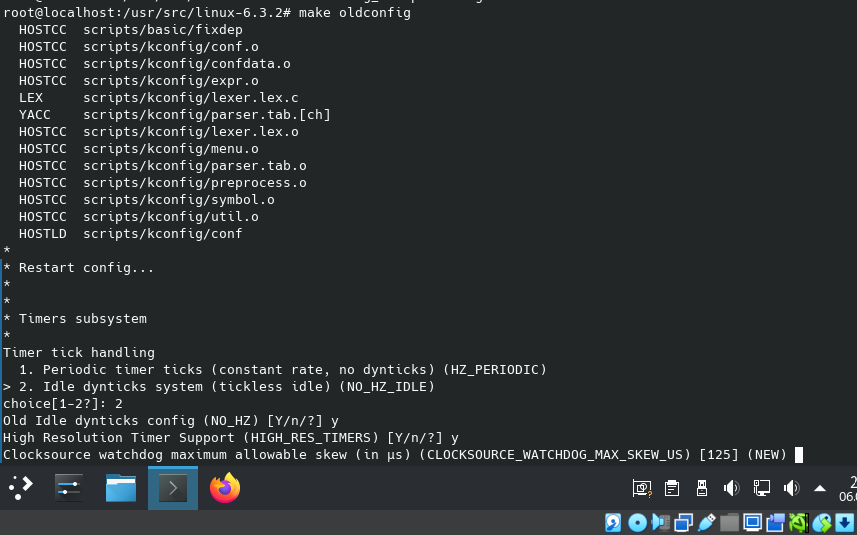 root@localhost:/usr/src/linux-6.3.2# make oldconfig
  HOSTCC  scripts/basic/fixdep
  HOSTCC  scripts/kconfig/conf.o
  HOSTCC  scripts/kconfig/confdata.o
  HOSTCC  scripts/kconfig/expr.o
  LEX     scripts/kconfig/lexer.lex.c
  YACC    scripts/kconfig/parser.tab.[ch]
  HOSTCC  scripts/kconfig/lexer.lex.o
  HOSTCC  scripts/kconfig/menu.o
  HOSTCC  scripts/kconfig/parser.tab.o
  HOSTCC  scripts/kconfig/preprocess.o
  HOSTCC  scripts/kconfig/symbol.o
  HOSTCC  scripts/kconfig/util.o
  HOSTLD  scripts/kconfig/conf
*
* Restart config...
*
*
* Timers subsystem
*
Timer tick handling
  1. Periodic timer ticks (constant rate, no dynticks) (HZ_PERIODIC)
> 2. Idle dynticks system (tickless idle) (NO_HZ_IDLE)
choice[1-2?]: 2
Old Idle dynticks config (NO_HZ) [Y/n/?] y
High Resolution Timer Support (HIGH_RES_TIMERS) [Y/n/?] y
Clocksource watchdog maximum allowable skew (in μs) (CLOCKSOURCE_WATCHDOG_MAX_SKEW_US) [125] (NEW)
2
06.